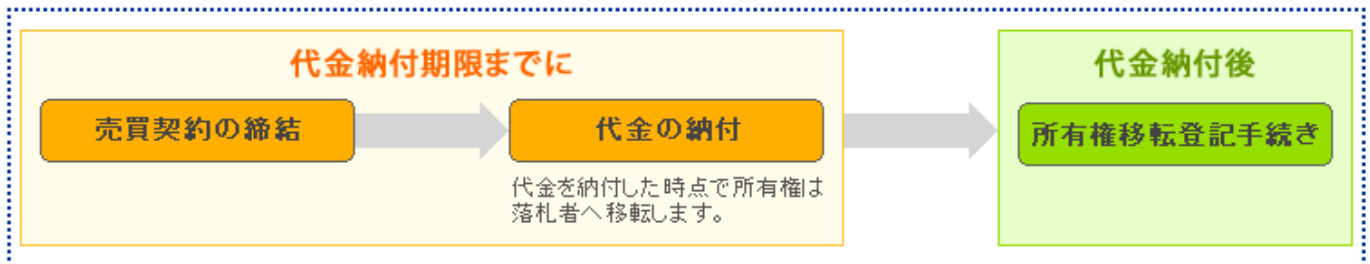 代金納付期限までに
売買契約の締結
代金の納付
代金を納付した時点で所有権は
落札者へ移転します。
代金納付後
所有権移転登記手続き